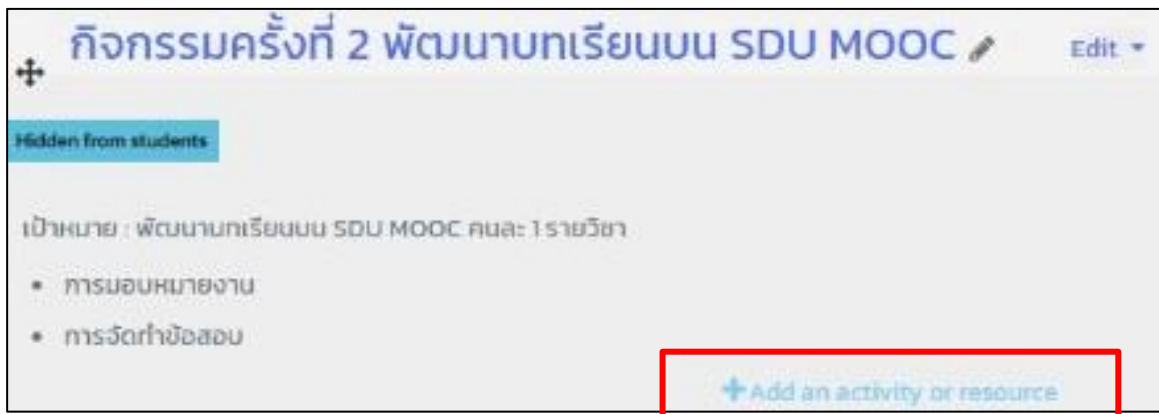 กิจกรรมครั้งที่ 2 พัฒนาบทเรียนบน SDU MOOC Edit
Hidden from students
เป้าหมาย : พัฒนาบทเรียนบน SDU MOOC คนละ 1 รายวิชา
• การมอบหมายงาน
• การจัดทำข้อสอบ
+Add an activity or resource